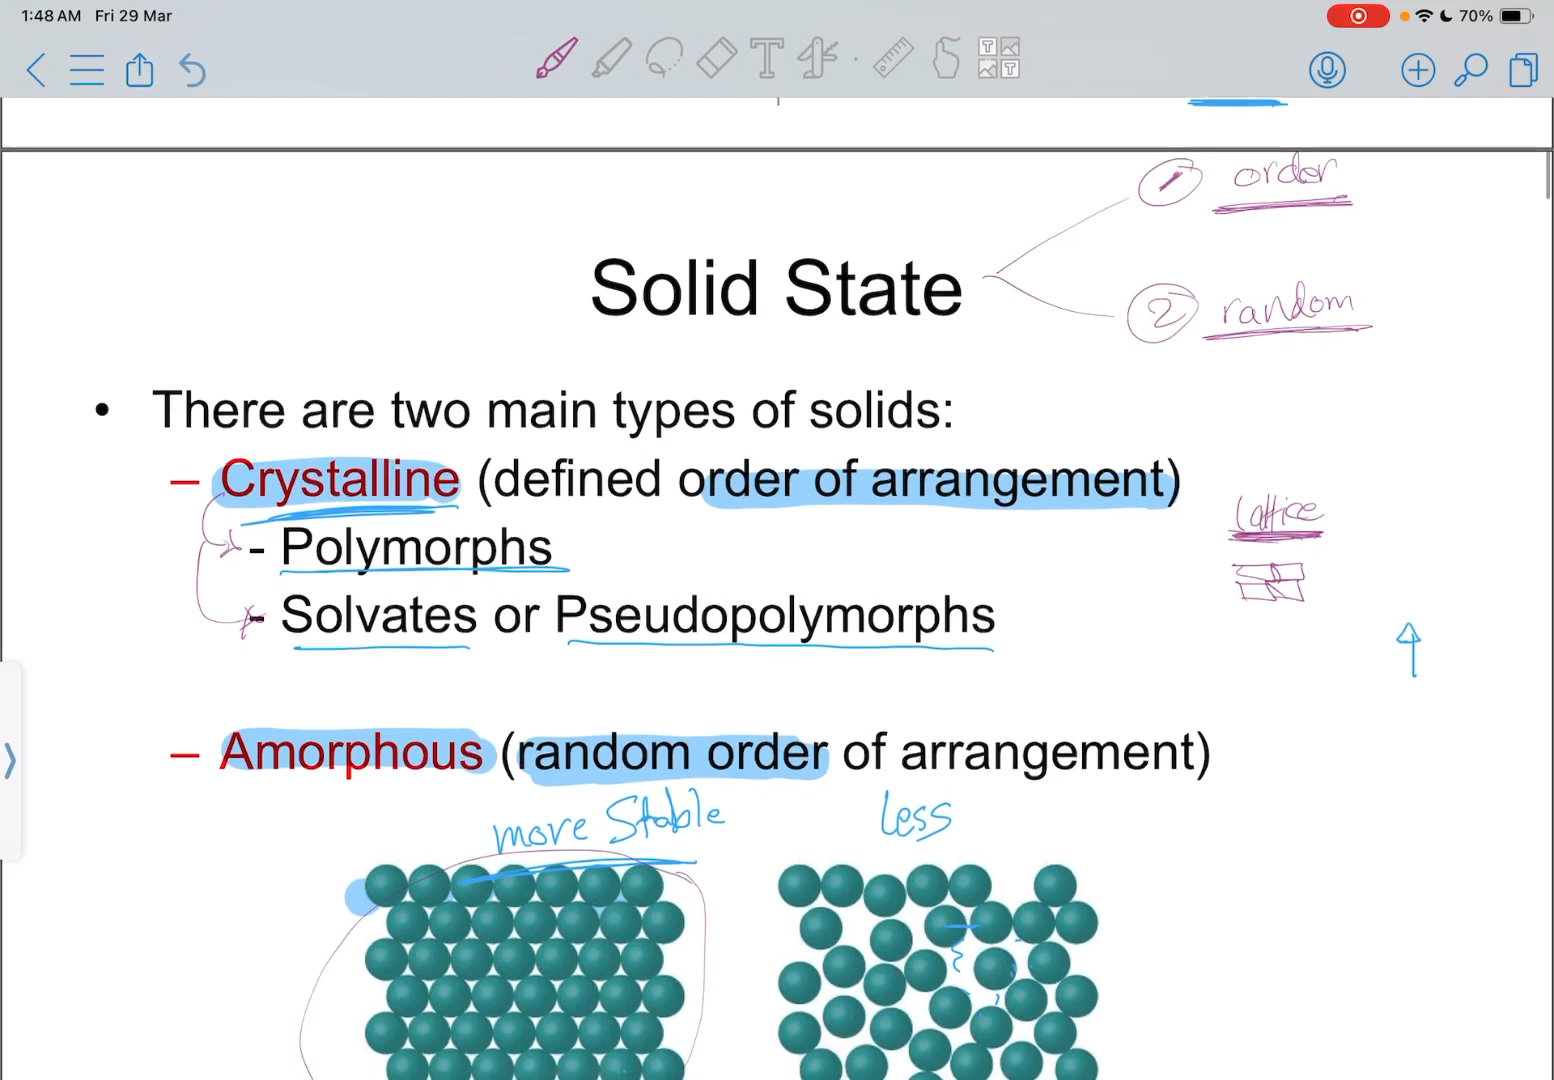 1:48 AM Fri 29 Mar
70%
1 order
Solid State
2 random
• There are two main types of solids:
– Crystalline (defined order of arrangement)
lattice
- Polymorphs
- Solvates or Pseudopolymorphs
– Amorphous (random order of arrangement)
more Stable less